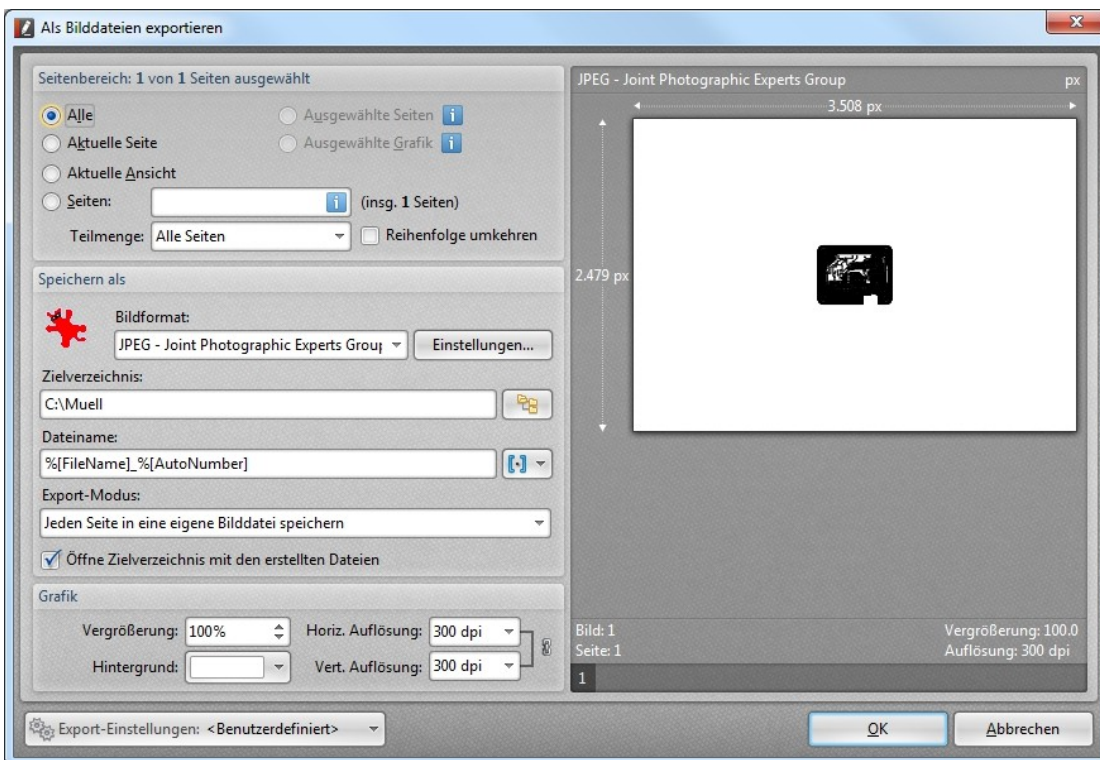 Als Bilddateien exportieren
Seitenbereich: 1 von 1 Seiten ausgewählt
Alle
Ausgewählte Seiten
Aktuelle Seite
Ausgewählte Grafik
Aktuelle Ansicht
Seiten:
(insg. 1 Seiten)
Teilmenge: Alle Seiten
Reihenfolge umkehren
Speichern als
Bildformat:
JPEG - Joint Photographic Experts Group
Einstellungen...
Zielverzeichnis:
C:\Muell
Dateiname:
%[FileName]_%[AutoNumber]
Export-Modus:
Jeden Seite in eine eigene Bilddatei speichern
Öffne Zielverzeichnis mit den erstellten Dateien
Grafik
Vergrößerung: 100%
Horiz. Auflösung: 300 dpi
Hintergrund:
Vert. Auflösung: 300 dpi
Export-Einstellungen: <Benutzerdefiniert>
JPEG - Joint Photographic Experts Group
px
3.508 px
2.479 px
Bild: 1
Vergrößerung: 100.0
Seite: 1
Auflösung: 300 dpi
1
OK
Abbrechen